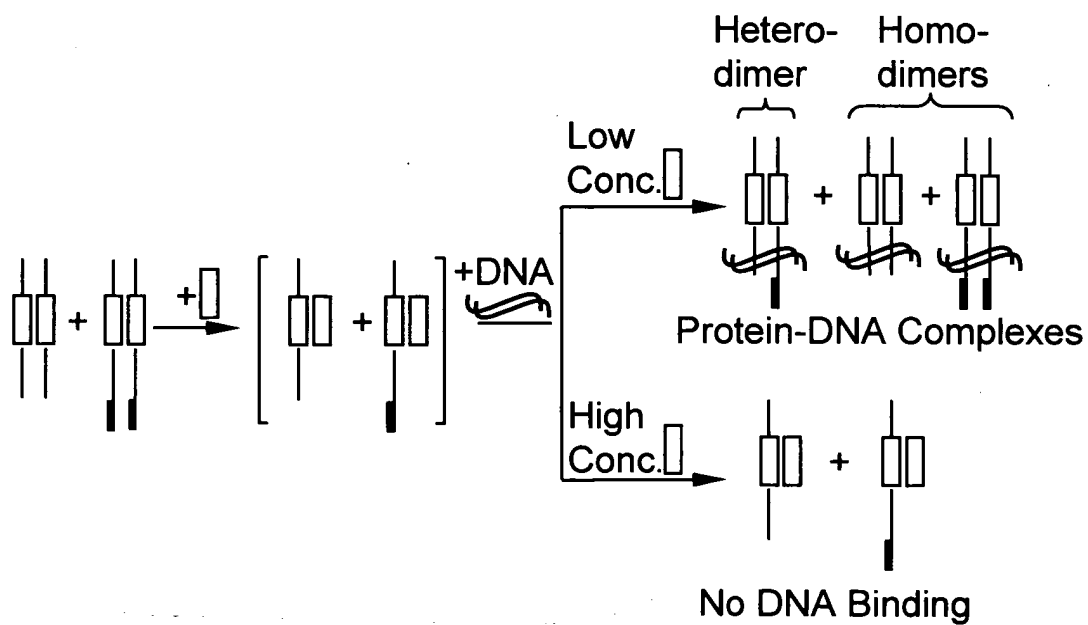 Hetero-
dimer
Homo-
dimers
Low
Conc.
+
+
+
+
+
+DNA
+
Protein-DNA Complexes
High
Conc.
+
No DNA Binding